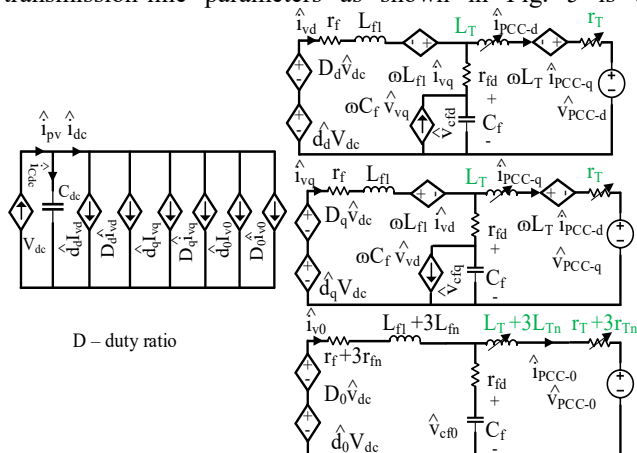 transmission-line parameters as shown in Fig. 5 is
î_vd r_f L_f1 L_T î_PCC-d r_T
D_d v̂_dc ωL_f1 î_vq r_fd ωL_T î_PCC-q
ωC_f v̂_vq + v̂_PCC-d
v̂_cfd C_f
d̂_d V_dc -
î_pv î_dc
î_Cdc C_dc
V_dc d̂_d I_vd D_d î_vd d̂_q I_vq D_q î_vq d̂_0 I_v0 D_0 î_v0
D – duty ratio
î_vq r_f L_f1 L_T î_PCC-q r_T
D_q v̂_dc ωL_f1 î_vd r_fd ωL_T î_PCC-d
ωC_f v̂_vd + v̂_PCC-q
v̂_cfq C_f
d̂_q V_dc -
î_v0 L_f1+3L_fn L_T+3L_Tn r_T+3r_Tn
r_f+3r_fn î_PCC-0
D_0 v̂_dc r_fd v̂_PCC-0
+
v̂_cf0 C_f
d̂_0 V_dc -